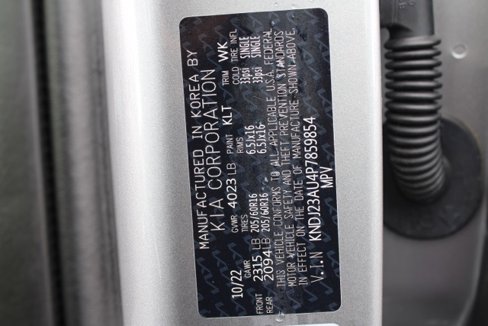 MANUFACTURED IN KOREA BY
KIA CORPORATION
10/22 GVWR 4023 LB PAINT KLT TRIM WK
TIRES RIMS COLD TIRE INFL
FRONT 2315 LB 205/60R16 6.5Jx16 33psi SINGLE
REAR 2094 LB 205/60R16 6.5Jx16 33psi SINGLE
THIS VEHICLE CONFORMS TO ALL APPLICABLE U.S.A. FEDERAL
MOTOR VEHICLE SAFETY AND THEFT PREVENTION STANDARDS
IN EFFECT ON THE DATE OF MANUFACTURE SHOWN ABOVE.
V.I.N KNDJ23AU4P7859854
MPV